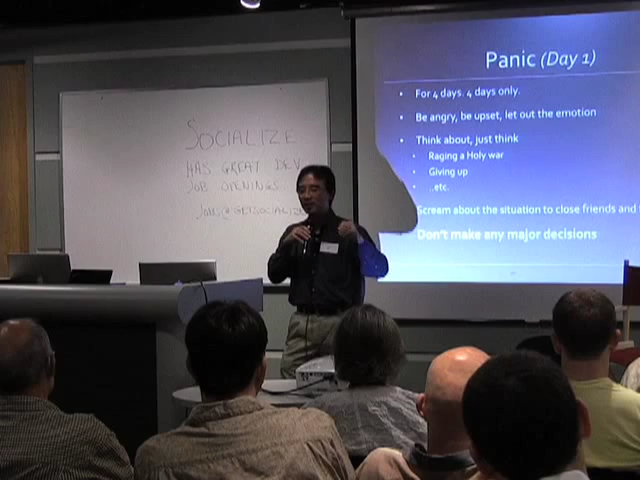 SOCIALIZE
HAS GREAT DEV
JOB OPENINGS
JOBS@GETSOCIALIZE
Panic (Day 1)
• For 4 days. 4 days only.
• Be angry, be upset, let out the emotion
• Think about, just think
• Raging a Holy war
• Giving up
• ..etc.
Scream about the situation to close friends and
Don't make any major decisions